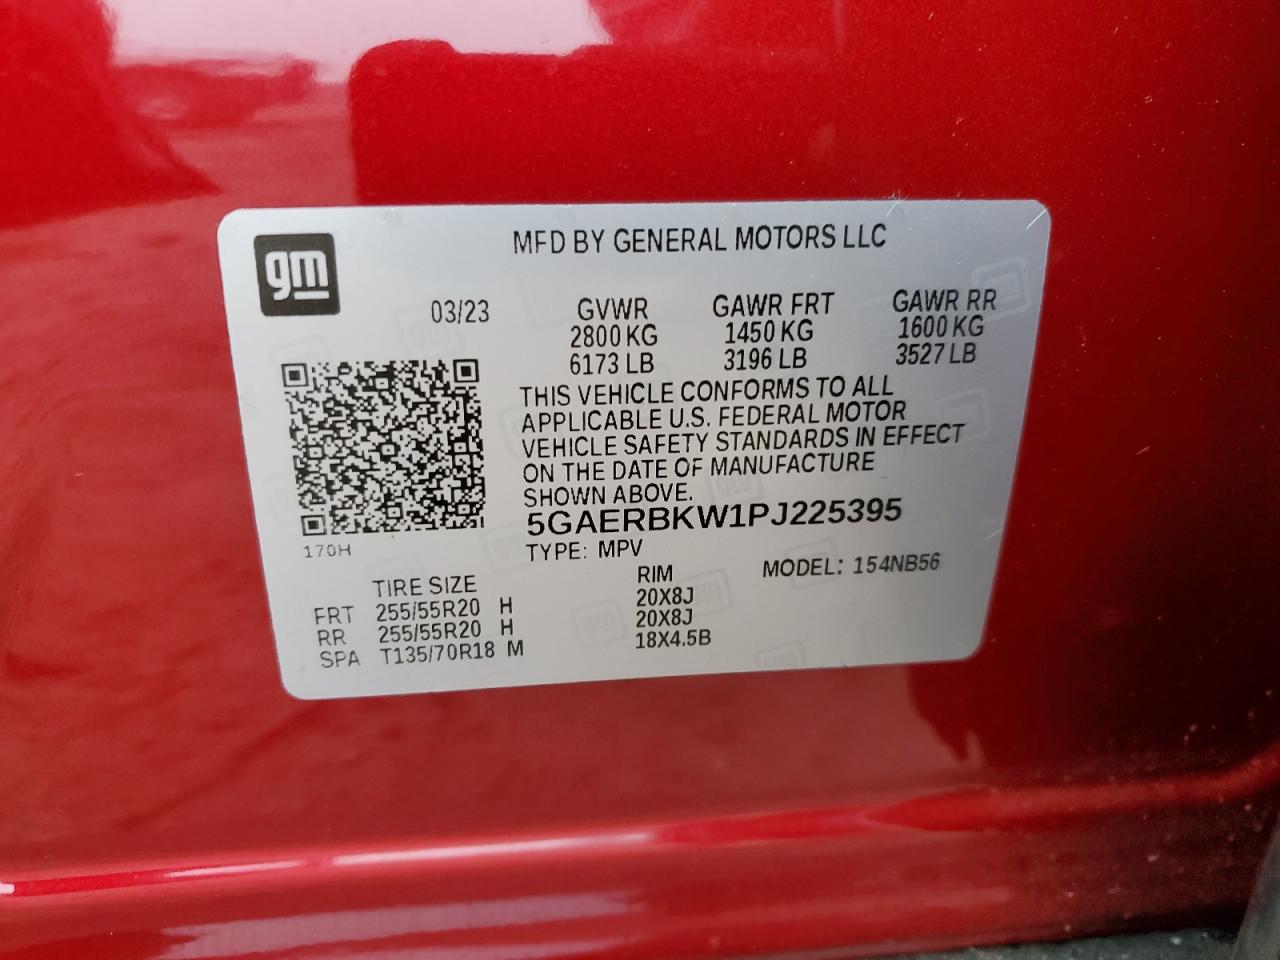 gm
MFD BY GENERAL MOTORS LLC
03/23 GVWR GAWR FRT GAWR RR
2800 KG 1450 KG 1600 KG
6173 LB 3196 LB 3527 LB
THIS VEHICLE CONFORMS TO ALL
APPLICABLE U.S. FEDERAL MOTOR
VEHICLE SAFETY STANDARDS IN EFFECT
ON THE DATE OF MANUFACTURE
SHOWN ABOVE.
5GAERBKW1PJ225395
170H
TYPE: MPV MODEL: 154NB56
TIRE SIZE RIM
FRT 255/55R20 H 20X8J
RR 255/55R20 H 20X8J
SPA T135/70R18 M 18X4.5B